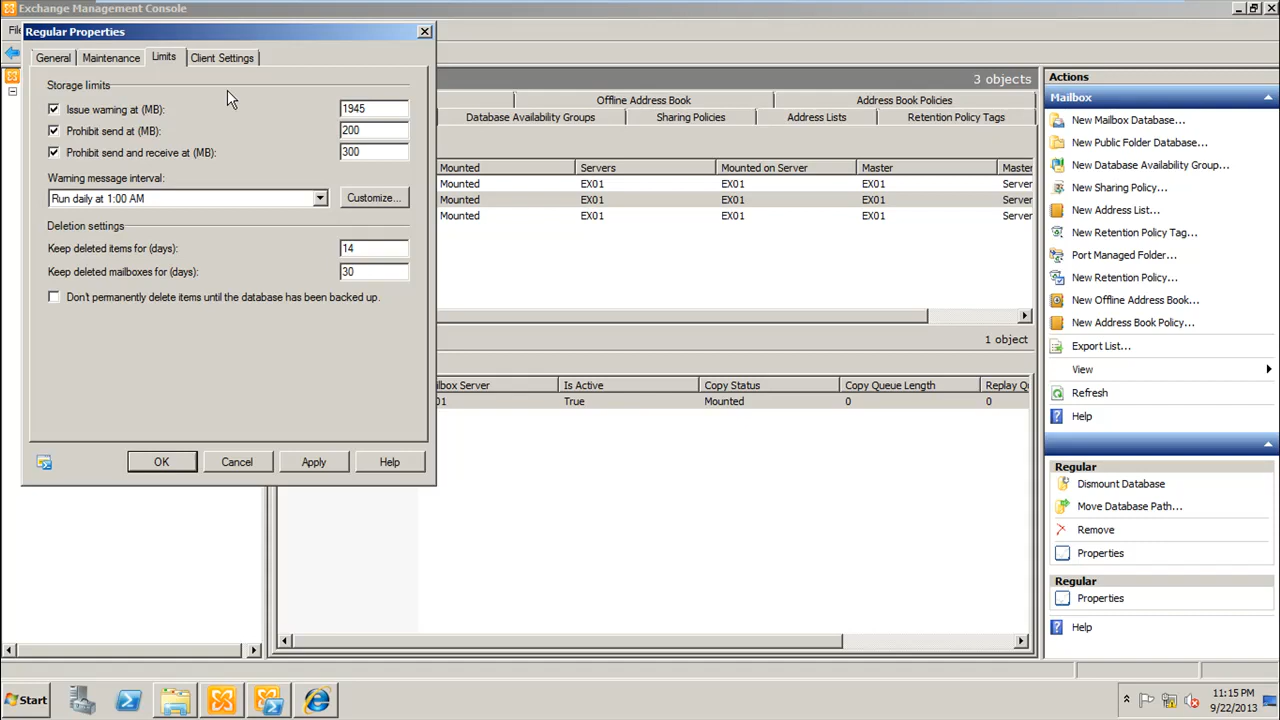 Exchange Management Console
Fil
Regular Properties
General
Maintenance
Limits
Client Settings
Storage limits
Issue warning at (MB):
1945
Prohibit send at (MB):
200
Prohibit send and receive at (MB):
300
Warning message interval:
Run daily at 1:00 AM
Customize...
Deletion settings
Keep deleted items for (days):
14
Keep deleted mailboxes for (days):
30
Don't permanently delete items until the database has been backed up.
OK
Cancel
Apply
Help
3 objects
Offline Address Book
Address Book Policies
Database Availability Groups
Sharing Policies
Address Lists
Retention Policy Tags
Mounted
Servers
Mounted on Server
Master
Master
Mounted
EX01
EX01
EX01
Server
Mounted
EX01
EX01
EX01
Server
Mounted
EX01
EX01
EX01
Server
1 object
ilbox Server
Is Active
Copy Status
Copy Queue Length
Replay Q
01
True
Mounted
0
0
Actions
Mailbox
New Mailbox Database...
New Public Folder Database...
New Database Availability Group...
New Sharing Policy...
New Address List...
New Retention Policy Tag...
Port Managed Folder...
New Retention Policy...
New Offline Address Book...
New Address Book Policy...
Export List...
View
Refresh
Help
Regular
Dismount Database
Move Database Path...
Remove
Properties
Regular
Properties
Help
Start
11:15 PM
9/22/2013